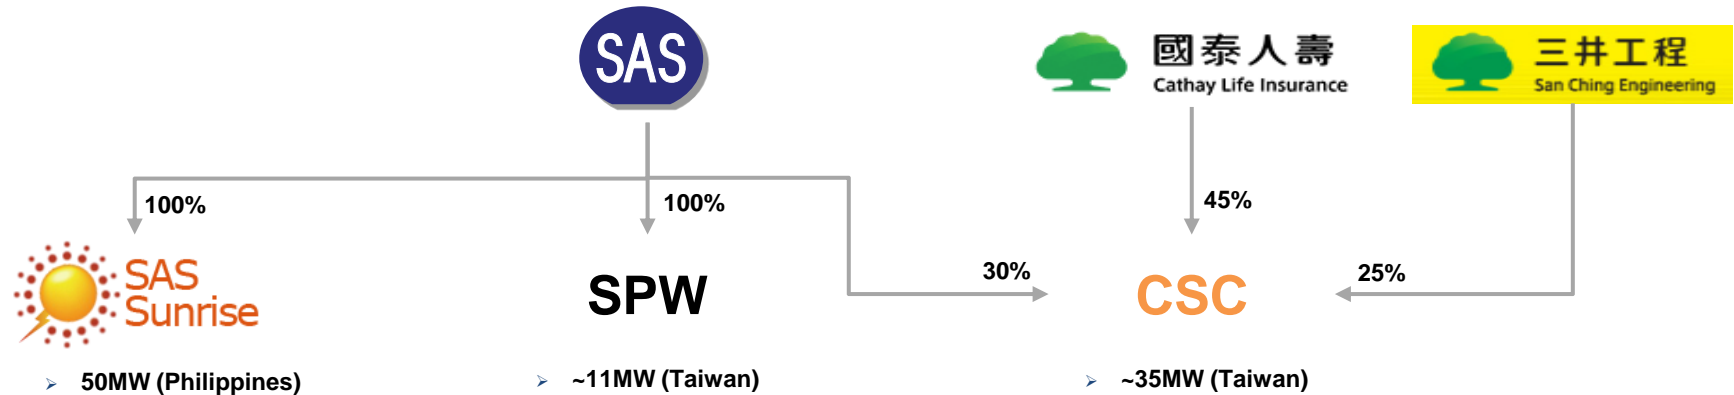 SAS
國泰人壽
Cathay Life Insurance
三井工程
San Ching Engineering
100%
100%
45%
30%
25%
SAS
Sunrise
SPW
CSC
50MW (Philippines)
~11MW (Taiwan)
~35MW (Taiwan)